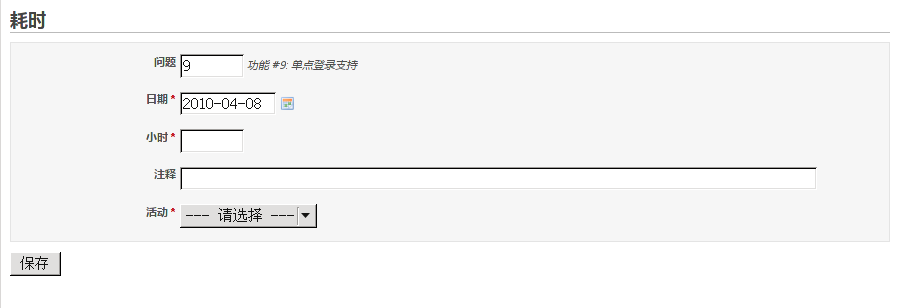 耗时
问题 9 功能 #9: 单点登录支持
日期 * 2010-04-08
小时 *
注释
活动 * --- 请选择 ---
保存